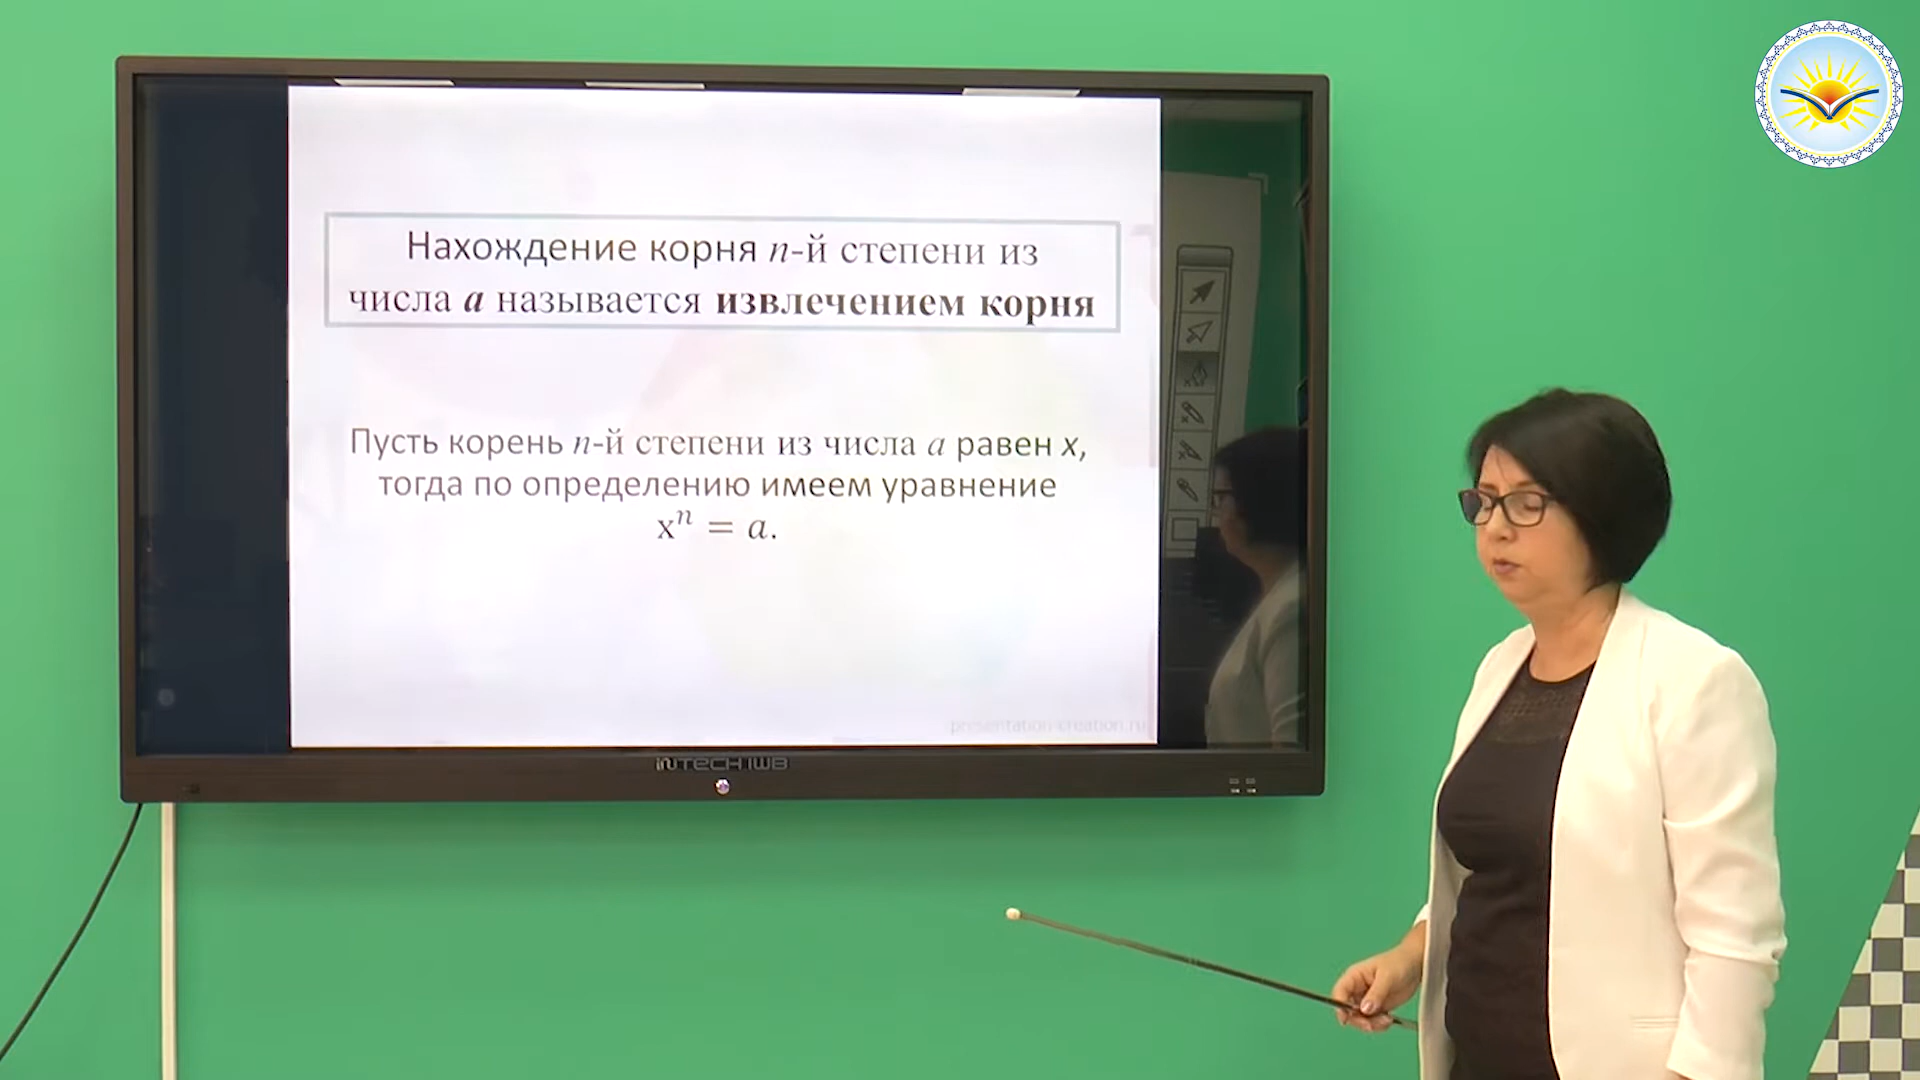 Нахождение корня n-й степени из
числа a называется извлечением корня
Пусть корень n-й степени из числа a равен x,
тогда по определению имеем уравнение
xⁿ = a.
presentation-creation.ru
INTECH IWB